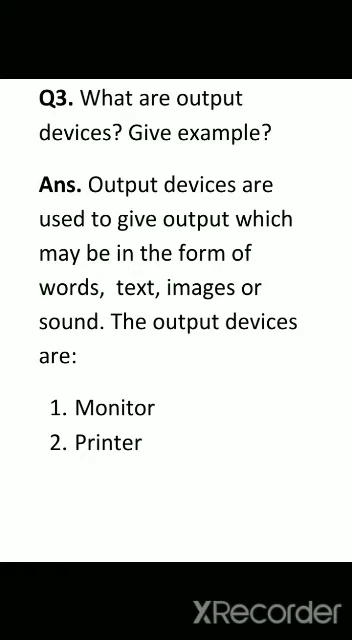 Q3. What are output
devices? Give example?
Ans. Output devices are
used to give output which
may be in the form of
words,  text, images or
sound. The output devices
are:
1. Monitor
2. Printer
XRecorder